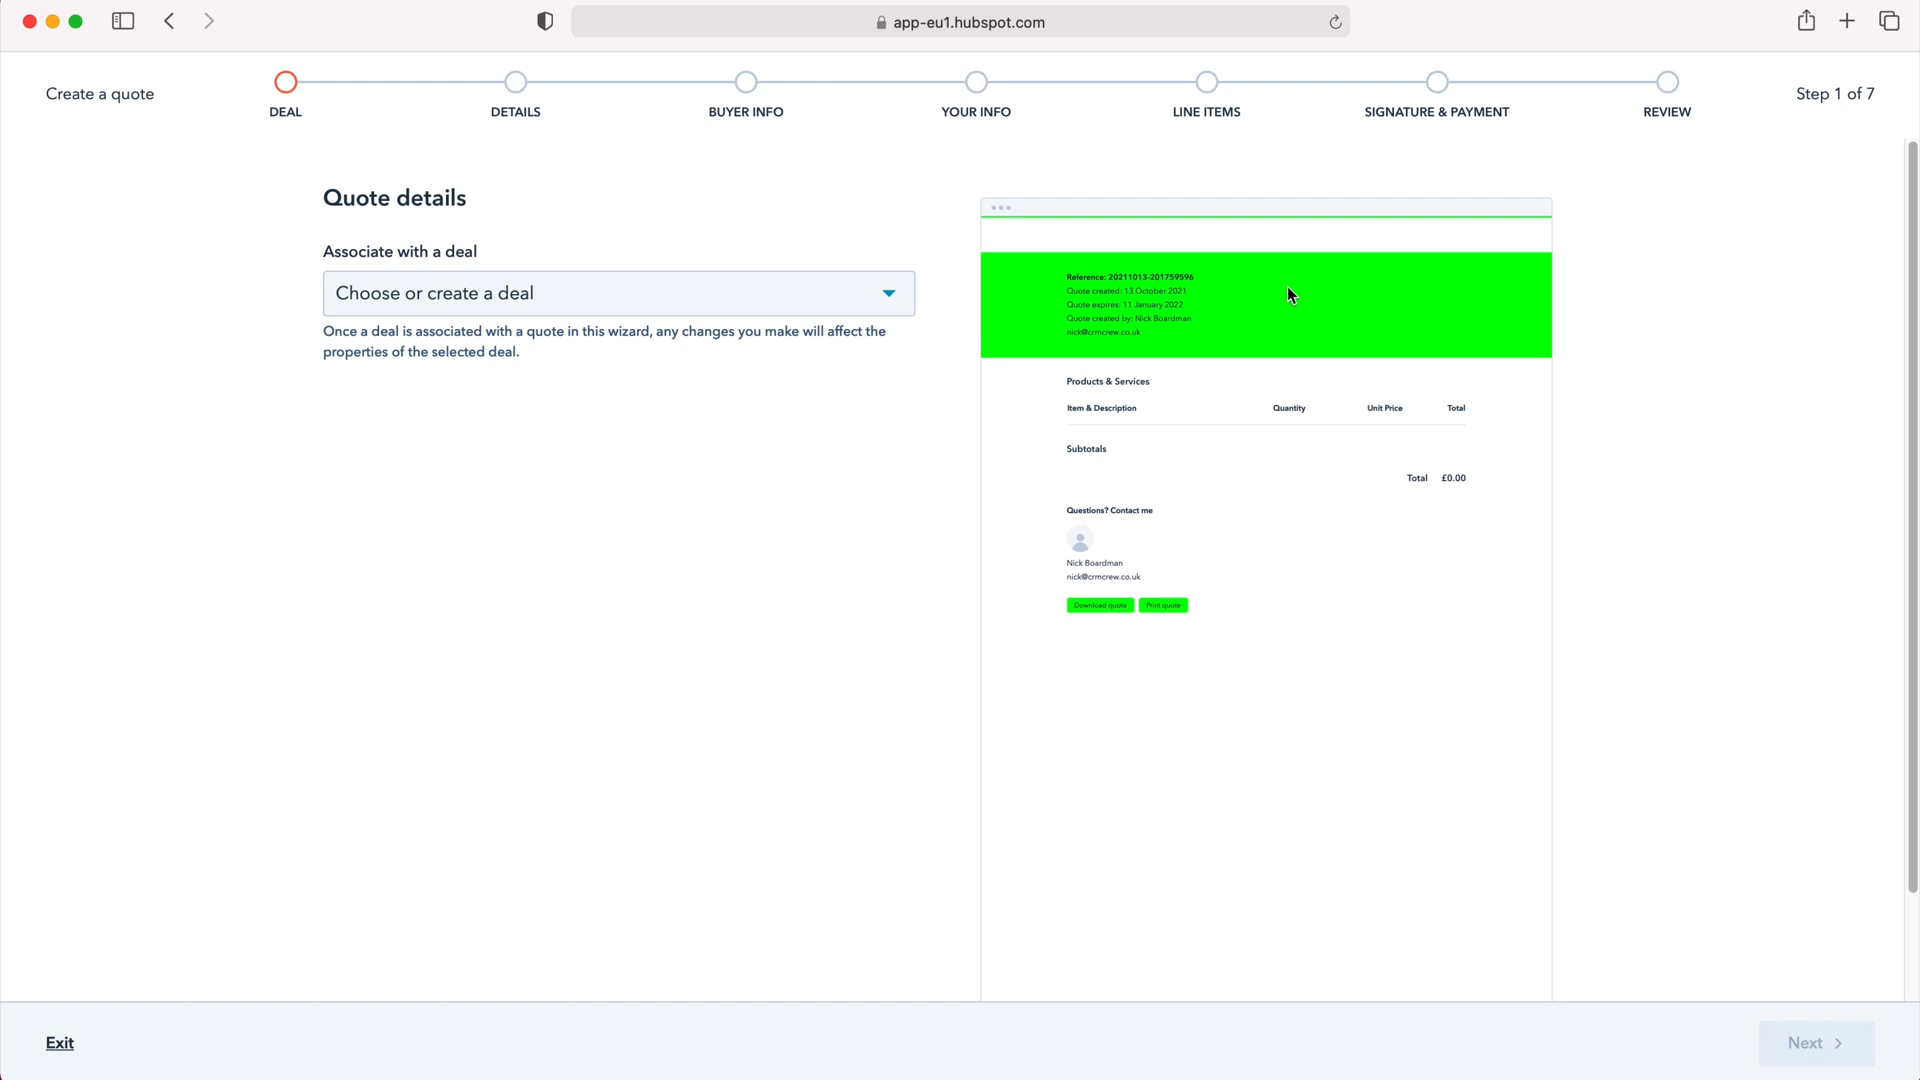 app-eu1.hubspot.com
Create a quote
DEAL
DETAILS
BUYER INFO
YOUR INFO
LINE ITEMS
SIGNATURE & PAYMENT
REVIEW
Step 1 of 7
Quote details
Associate with a deal
Choose or create a deal
Once a deal is associated with a quote in this wizard, any changes you make will affect the
properties of the selected deal.
Reference: 20211013-201759596
Quote created: 13 October 2021
Quote expires: 11 January 2022
Quote created by: Nick Boardman
nick@crmcrew.co.uk
Products & Services
Item & Description Quantity Unit Price Total
Subtotals
Total £0.00
Questions? Contact me
Nick Boardman
nick@crmcrew.co.uk
Download quote Print quote
Exit
Next